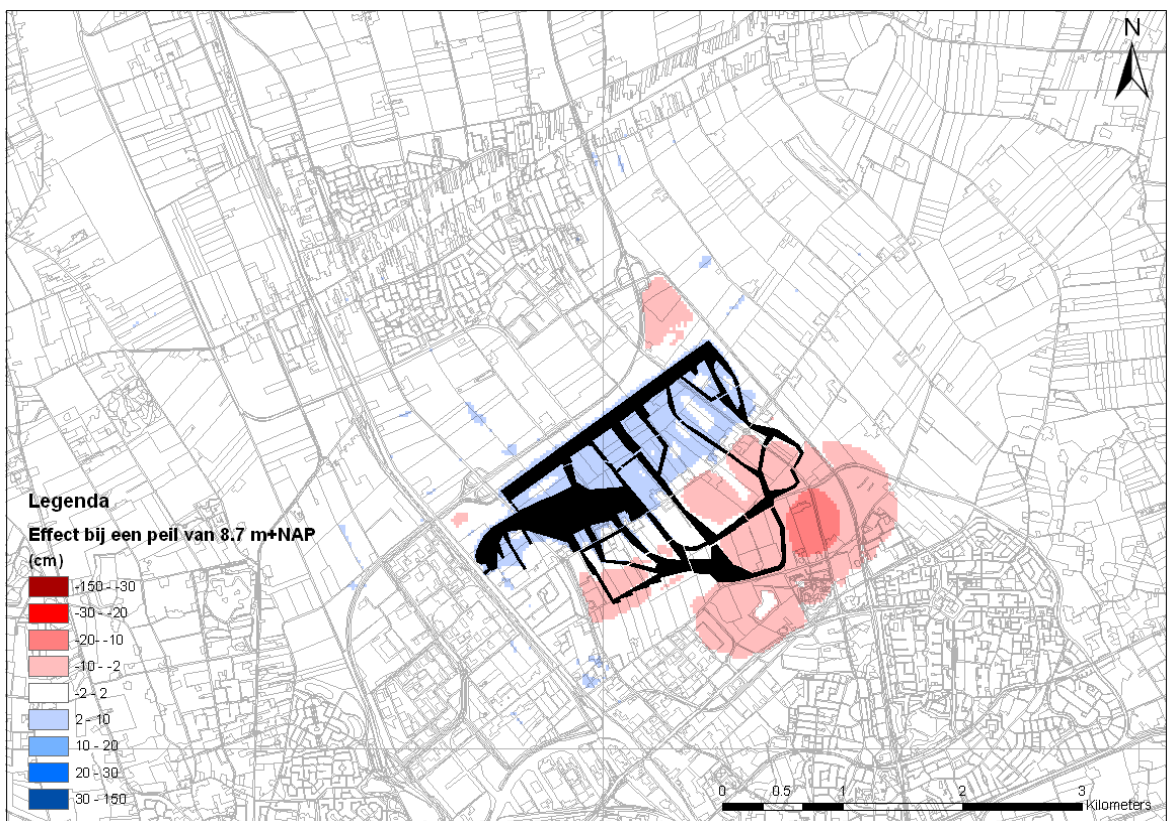 N
Legenda
Effect bij een peil van 8.7 m+NAP
(cm)
-150 - -30
-30 - -20
-20 - -10
-10 - -2
-2 - 2
2 - 10
10 - 20
20 - 30
30 - 150
0 0.5 1 2 3
Kilometers